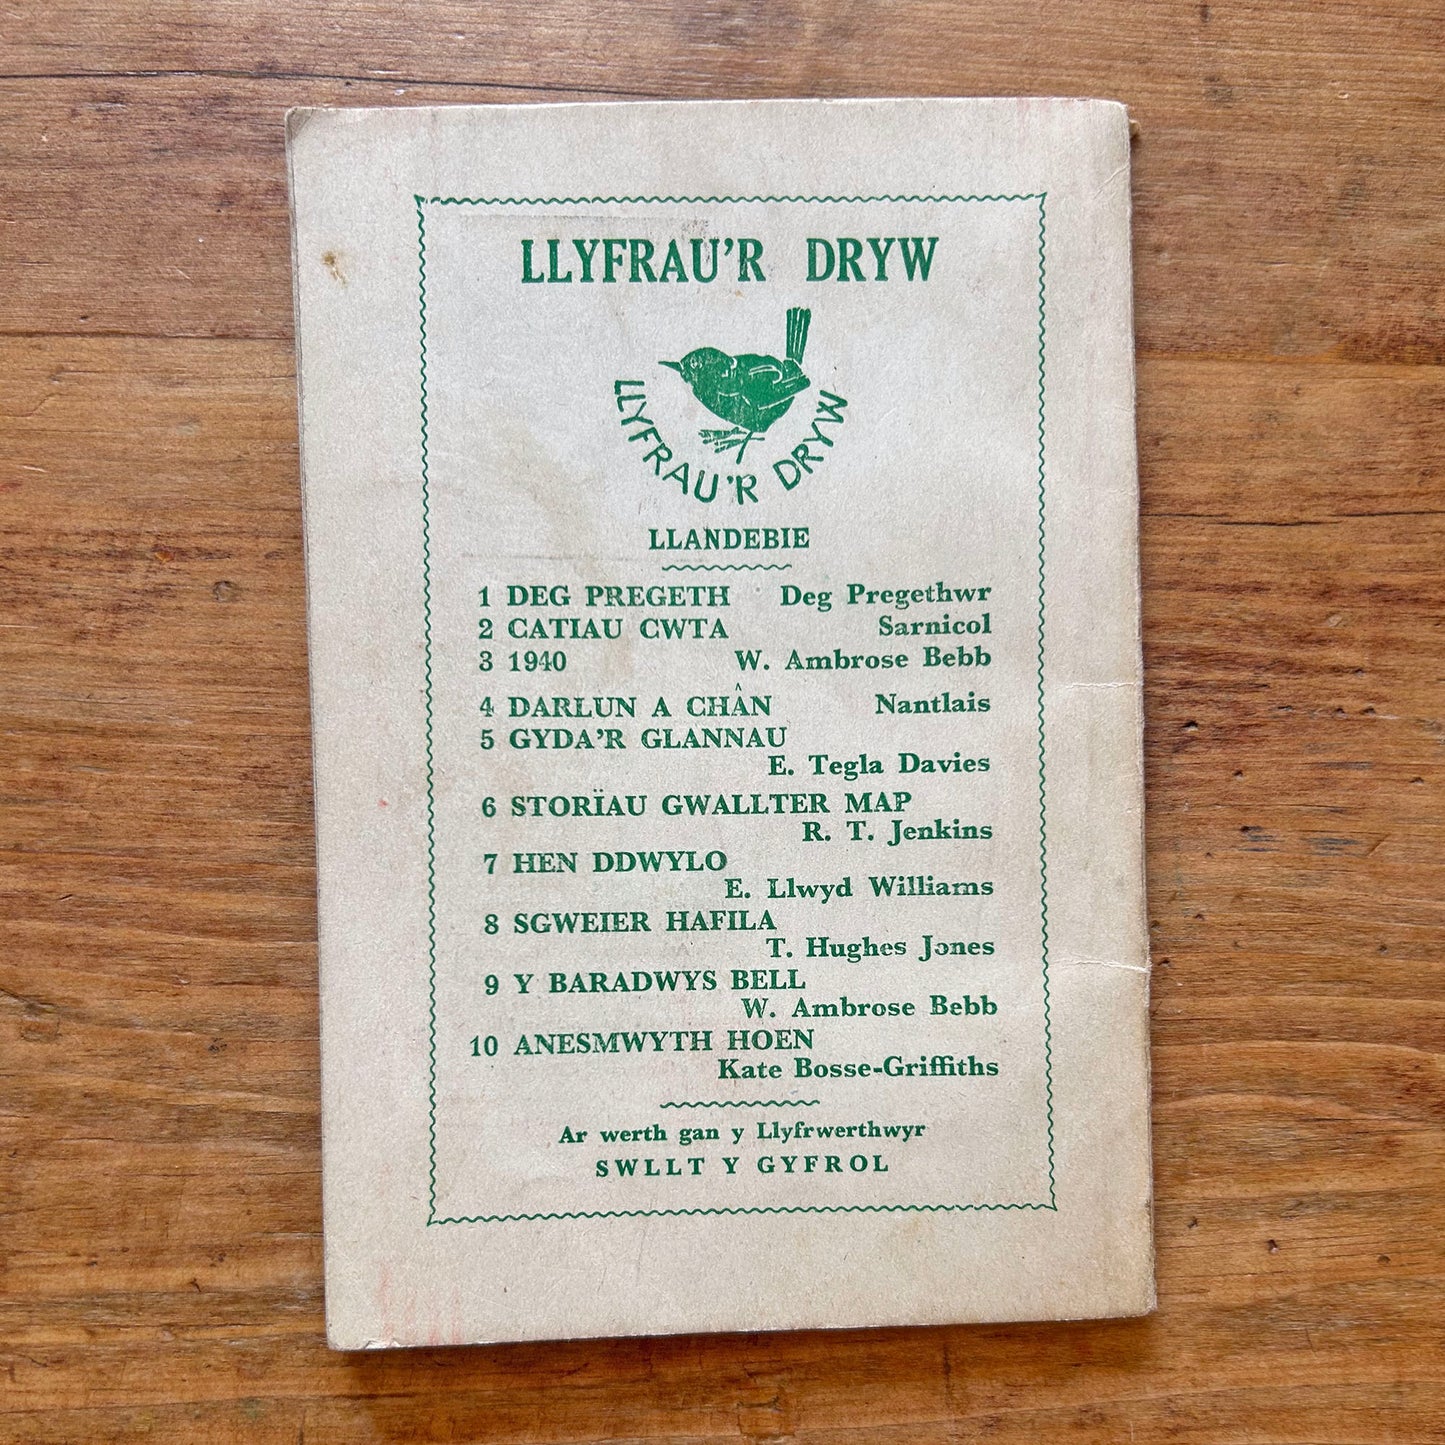 LLYFRAU'R DRYW
LLYFRAU'R DRYW
LLANDEBIE
1 DEG PREGETH Deg Pregethwr
2 CATIAU CWTA Sarnicol
3 1940 W. Ambrose Bebb
4 DARLUN A CHÂN Nantlais
5 GYDA'R GLANNAU
E. Tegla Davies
6 STORÏAU GWALLTER MAP
R. T. Jenkins
7 HEN DDWYLO
E. Llwyd Williams
8 SGWEIER HAFILA
T. Hughes Jones
9 Y BARADWYS BELL
W. Ambrose Bebb
10 ANESMWYTH HOEN
Kate Bosse-Griffiths
Ar werth gan y Llyfrwerthwyr
SWLLT Y GYFROL